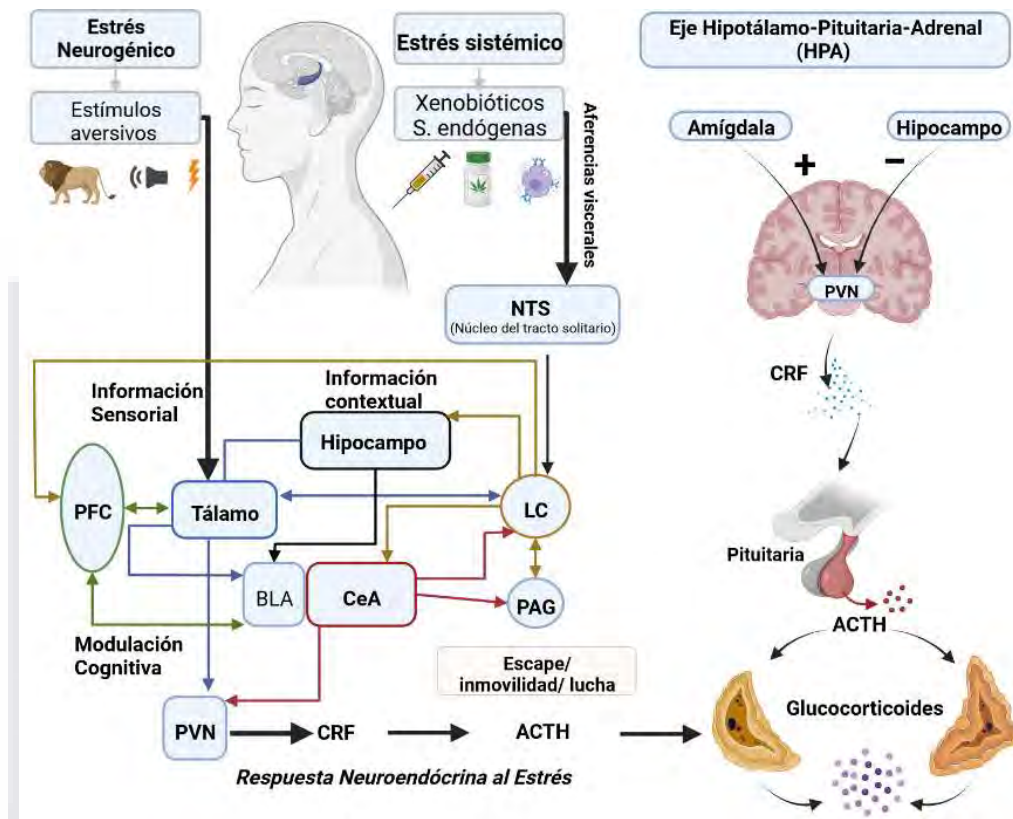 Estrés
Neurogénico
Estímulos
aversivos
Estrés sistémico
Xenobióticos
S. endógenas
Aferencias viscerales
NTS
(Núcleo del tracto solitario)
Información
Sensorial
Información
contextual
Hipocampo
PFC
Tálamo
LC
BLA
CeA
PAG
Modulación
Cognitiva
Escape/
inmovilidad/ lucha
PVN
CRF
ACTH
Respuesta Neuroendócrina al Estrés
Eje Hipotálamo-Pituitaria-Adrenal
(HPA)
Amígdala
Hipocampo
+
−
PVN
CRF
Pituitaria
ACTH
Glucocorticoides